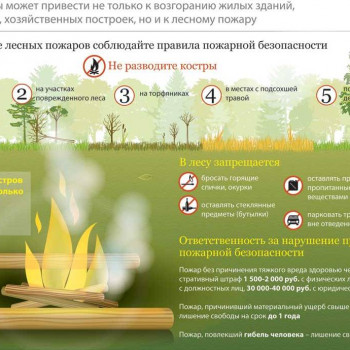 может привести не только к возгоранию жилых зданий,
хозяйственных построек, но и к лесному пожару
лесных пожаров соблюдайте правила пожарной безопасности
Не разводите костры
2 на участках
поврежденного леса
3 на торфяниках
4 в местах с подсохшей
травой
5
В лесу запрещается
бросать горящие
спички, окурки
оставлять
пропитанные
веществами
оставлять стеклянные
предметы (бутылки)
парковать
вне отведен
Ответственность за нарушение
пожарной безопасности
Пожар без причинения тяжкого вреда здоровью
стративный штраф 1 500–2 000 руб. с физических
с должностных лиц, 30 000-40 000 руб. с юридичес
Пожар, причинивший материальный ущерб свыше
лишение свободы на срок до 1 года
Пожар, повлекший гибель человека – лишение